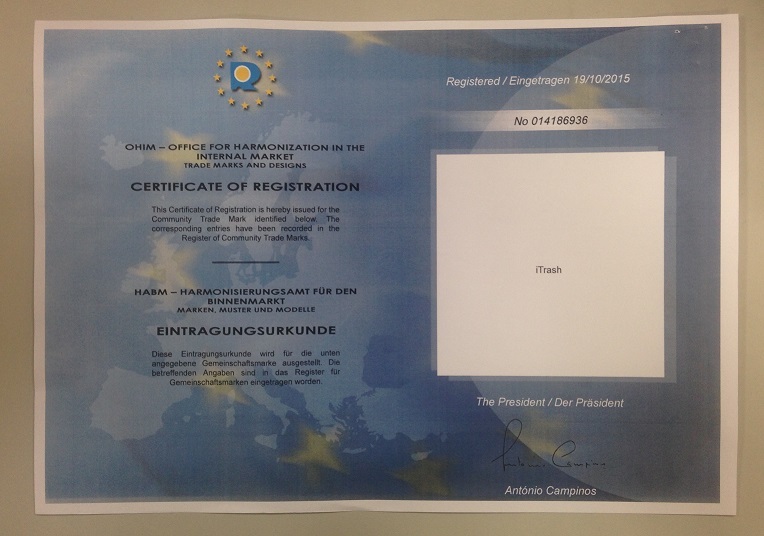 OHIM – OFFICE FOR HARMONIZATION IN THE
INTERNAL MARKET
TRADE MARKS AND DESIGNS
CERTIFICATE OF REGISTRATION
This Certificate of Registration is hereby issued for the
Community Trade Mark identified below. The
corresponding entries have been recorded in the
Register of Community Trade Marks.
HABM – HARMONISIERUNGSAMT FÜR DEN
BINNENMARKT
MARKEN, MUSTER UND MODELLE
EINTRAGUNGSURKUNDE
Diese Eintragungsurkunde wird für die unten
angegebene Gemeinschaftsmarke ausgestellt. Die
betreffenden Angaben sind in das Register für
Gemeinschaftsmarken eingetragen worden.
Registered / Eingetragen 19/10/2015
No 014186936
iTrash
The President / Der Präsident
António Campinos